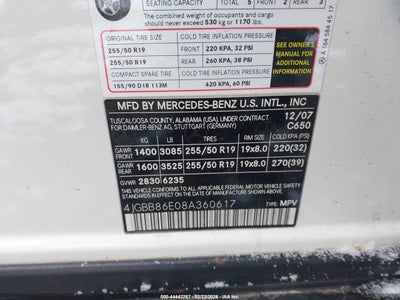 SEATING CAPACITY TOTAL 5 FRONT 2 REAR 3
The combined weight of occupants and cargo
should never exceed 530 kg or 1170 lbs.
A 164 584 45 17
ORIGINAL TIRE SIZE COLD TIRE INFLATION PRESSURE
255/50 R19 FRONT 220 KPA, 32 PSI
255/50 R19 REAR 260 KPA, 38 PSI
COMPACT SPARE TIRE COLD TIRE INFLATION PRESSURE
155/90 D18 113M 420 KPA, 60 PSI
SEE OWNER'S
MANUAL FOR
ADDITIONAL
INFORMATION
MFD BY MERCEDES-BENZ U.S. INTL., INC
TUSCALOOSA COUNTY, ALABAMA (USA) UNDER CONTRACT
FOR DAIMLER-BENZ AG, STUTTGART (GERMANY)
12/07
C650
KG LB TIRES RIM SIZE COLD KPA (PSI)
GAWR FRONT 1400 3085 255/50 R19 19x8.0 220(32)
GAWR REAR 1600 3525 255/50 R19 19x8.0 270(39)
GVWR 2830 6235
THIS VEHICLE CONFORMS TO ALL APPLICABLE
FEDERAL MOTOR VEHICLE SAFETY STANDARDS
IN EFFECT ON THE DATE OF MANUFACTURE SHOWN ABOVE
4JGBB86E08A360617 TYPE: MPV